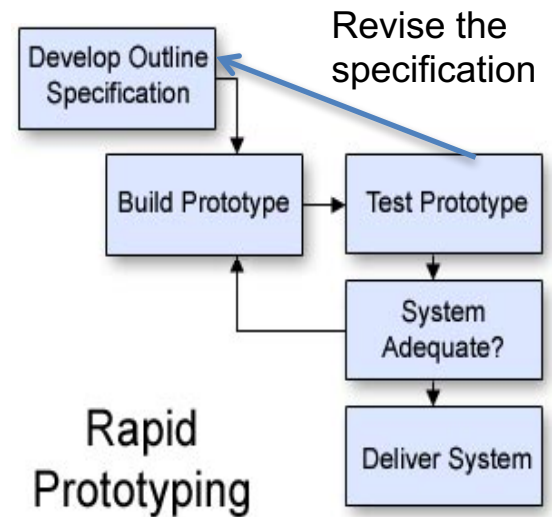 Revise the
specification
Develop Outline
Specification
Build Prototype
Test Prototype
System
Adequate?
Deliver System
Rapid
Prototyping